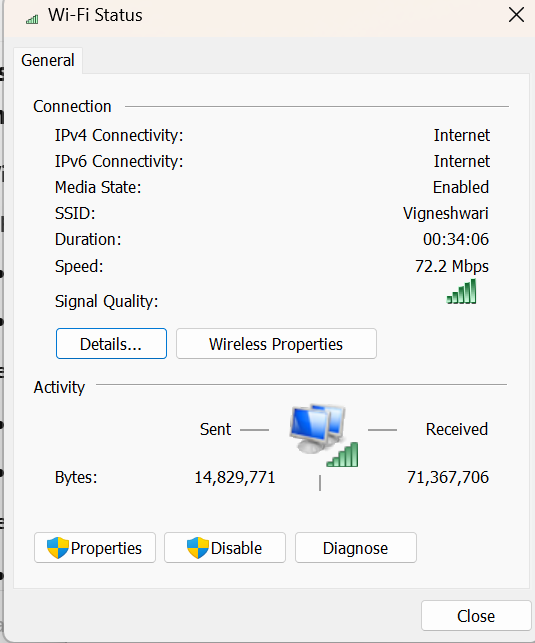 Wi-Fi Status
General
Connection
IPv4 Connectivity: Internet
IPv6 Connectivity: Internet
Media State: Enabled
SSID: Vigneshwari
Duration: 00:34:06
Speed: 72.2 Mbps
Signal Quality:
Details... Wireless Properties
Activity
Sent Received
Bytes: 14,829,771 71,367,706
Properties Disable Diagnose
Close